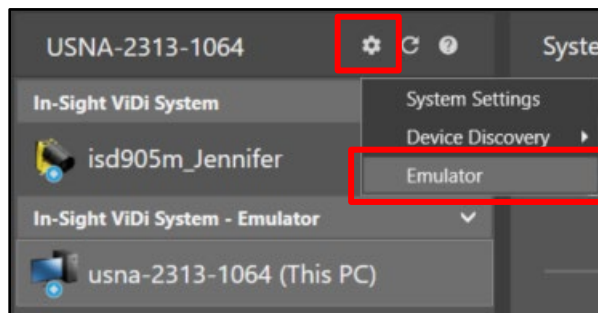 USNA-2313-1064
Syste
In-Sight ViDi System
System Settings
isd905m_Jennifer
Device Discovery
Emulator
In-Sight ViDi System - Emulator
usna-2313-1064 (This PC)